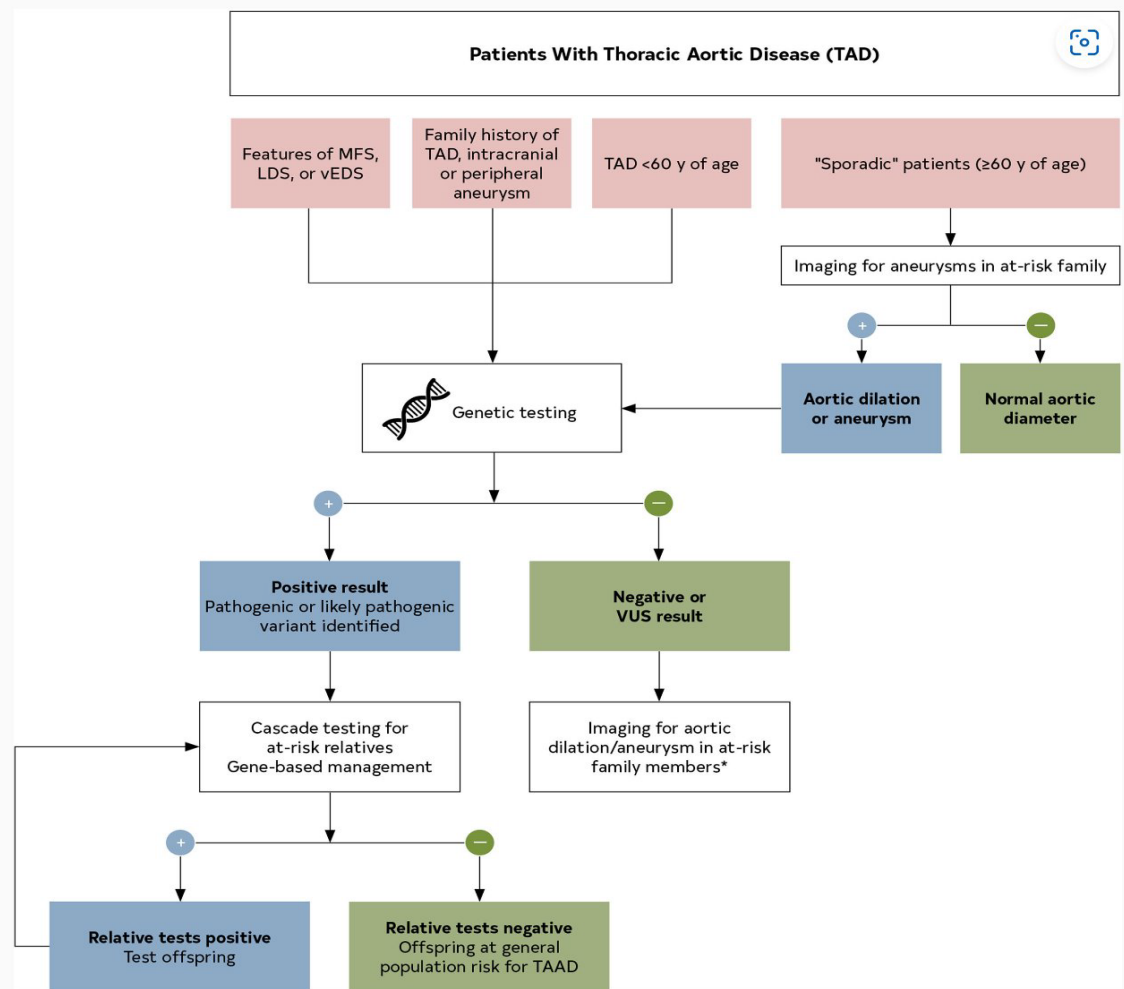 Patients With Thoracic Aortic Disease (TAD)
Features of MFS,
LDS, or vEDS
Family history of
TAD, intracranial
or peripheral
aneurysm
TAD <60 y of age
"Sporadic" patients (≥60 y of age)
Imaging for aneurysms in at-risk family
+
—
Aortic dilation
or aneurysm
Normal aortic
diameter
Genetic testing
+
—
Positive result
Pathogenic or likely pathogenic
variant identified
Negative or
VUS result
Cascade testing for
at-risk relatives
Gene-based management
Imaging for aortic
dilation/aneurysm in at-risk
family members*
+
—
Relative tests positive
Test offspring
Relative tests negative
Offspring at general
population risk for TAAD